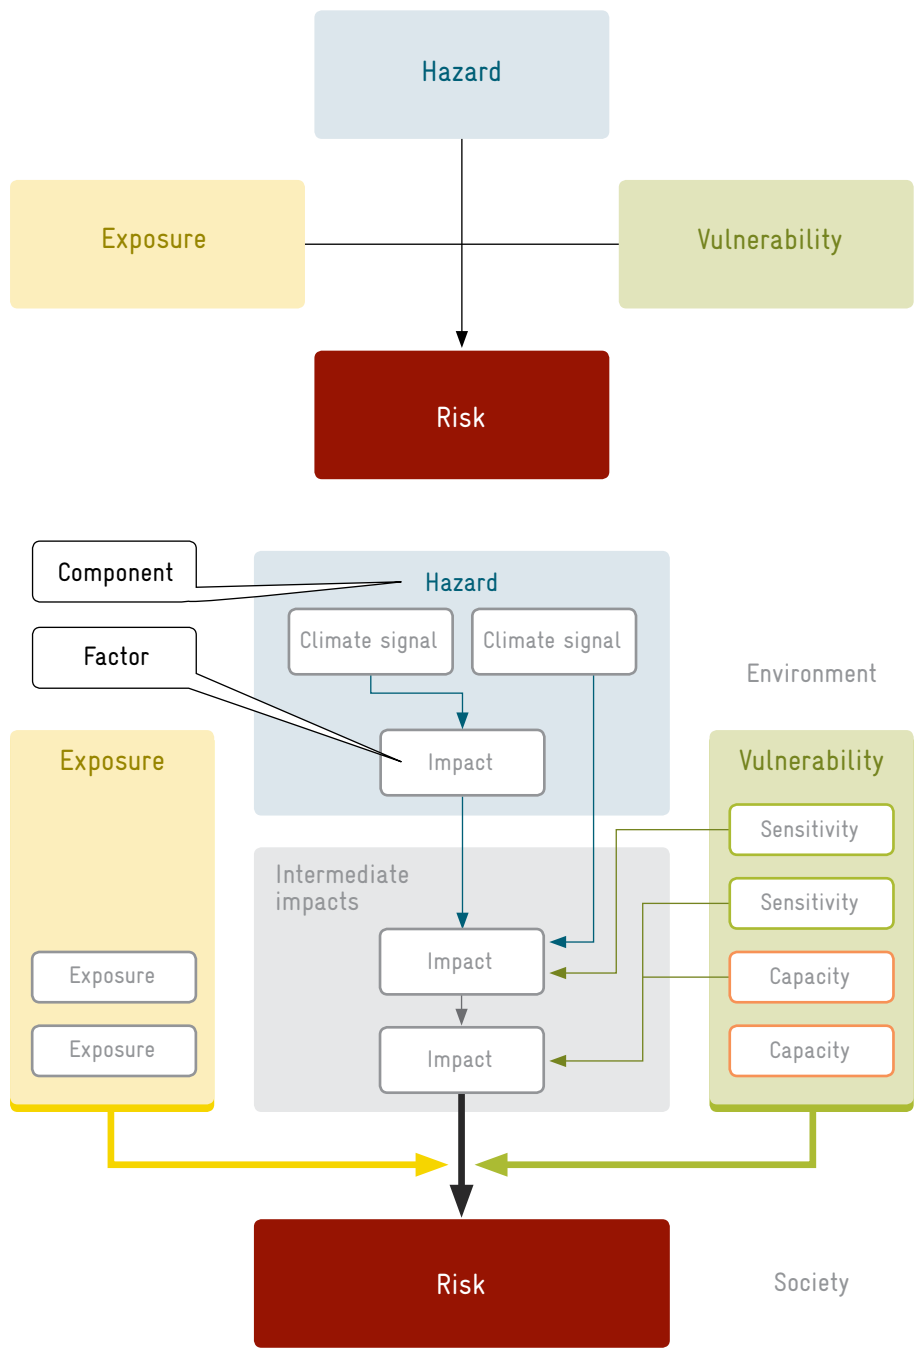 Hazard
Exposure
Vulnerability
Risk
Component
Hazard
Climate signal
Climate signal
Factor
Environment
Impact
Exposure
Vulnerability
Sensitivity
Intermediate
impacts
Sensitivity
Impact
Exposure
Capacity
Impact
Exposure
Capacity
Risk
Society